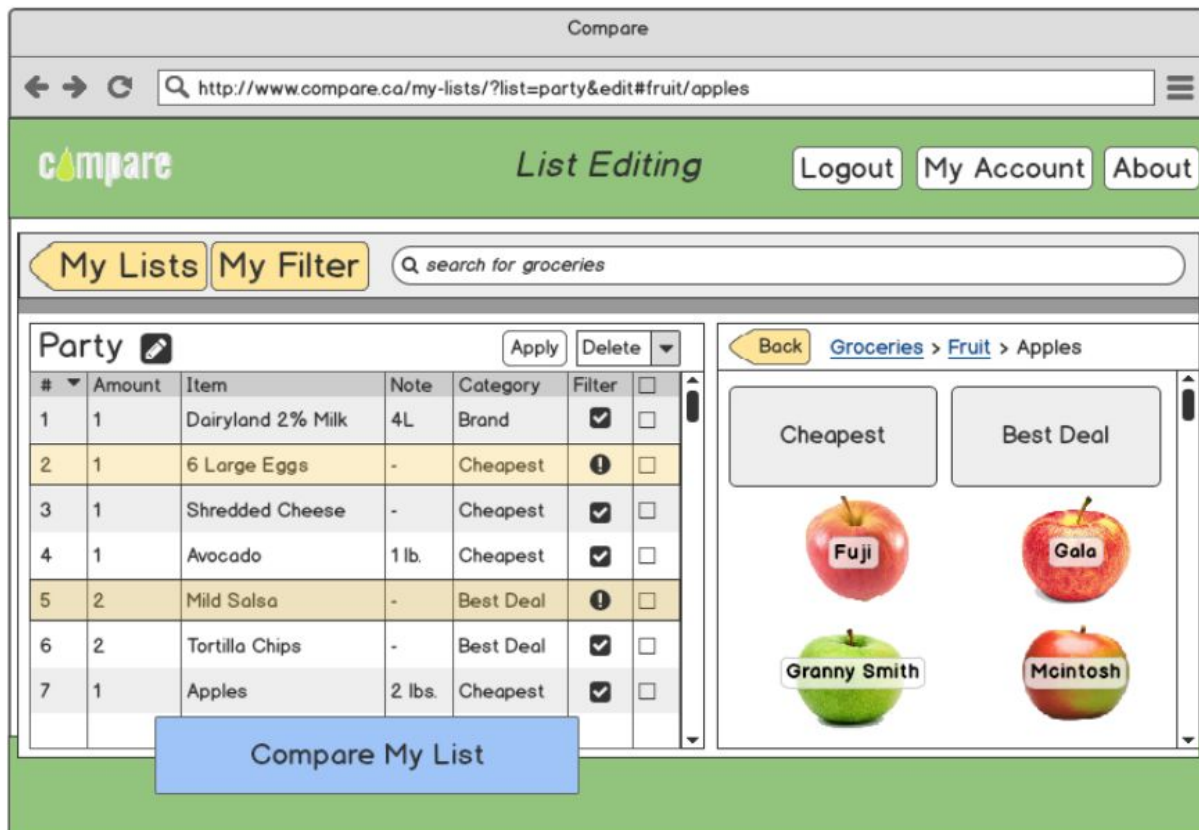 Compare
http://www.compare.ca/my-lists/?list=party&edit#fruit/apples
compare
List Editing
Logout
My Account
About
My Lists
My Filter
search for groceries
Party
Apply
Delete
# Amount Item Note Category Filter
1 1 Dairyland 2% Milk 4L Brand
2 1 6 Large Eggs - Cheapest
3 1 Shredded Cheese - Cheapest
4 1 Avocado 1 lb. Cheapest
5 2 Mild Salsa - Best Deal
6 2 Tortilla Chips - Best Deal
7 1 Apples 2 lbs. Cheapest
Compare My List
Back
Groceries > Fruit > Apples
Cheapest
Best Deal
Fuji
Gala
Granny Smith
Mcintosh